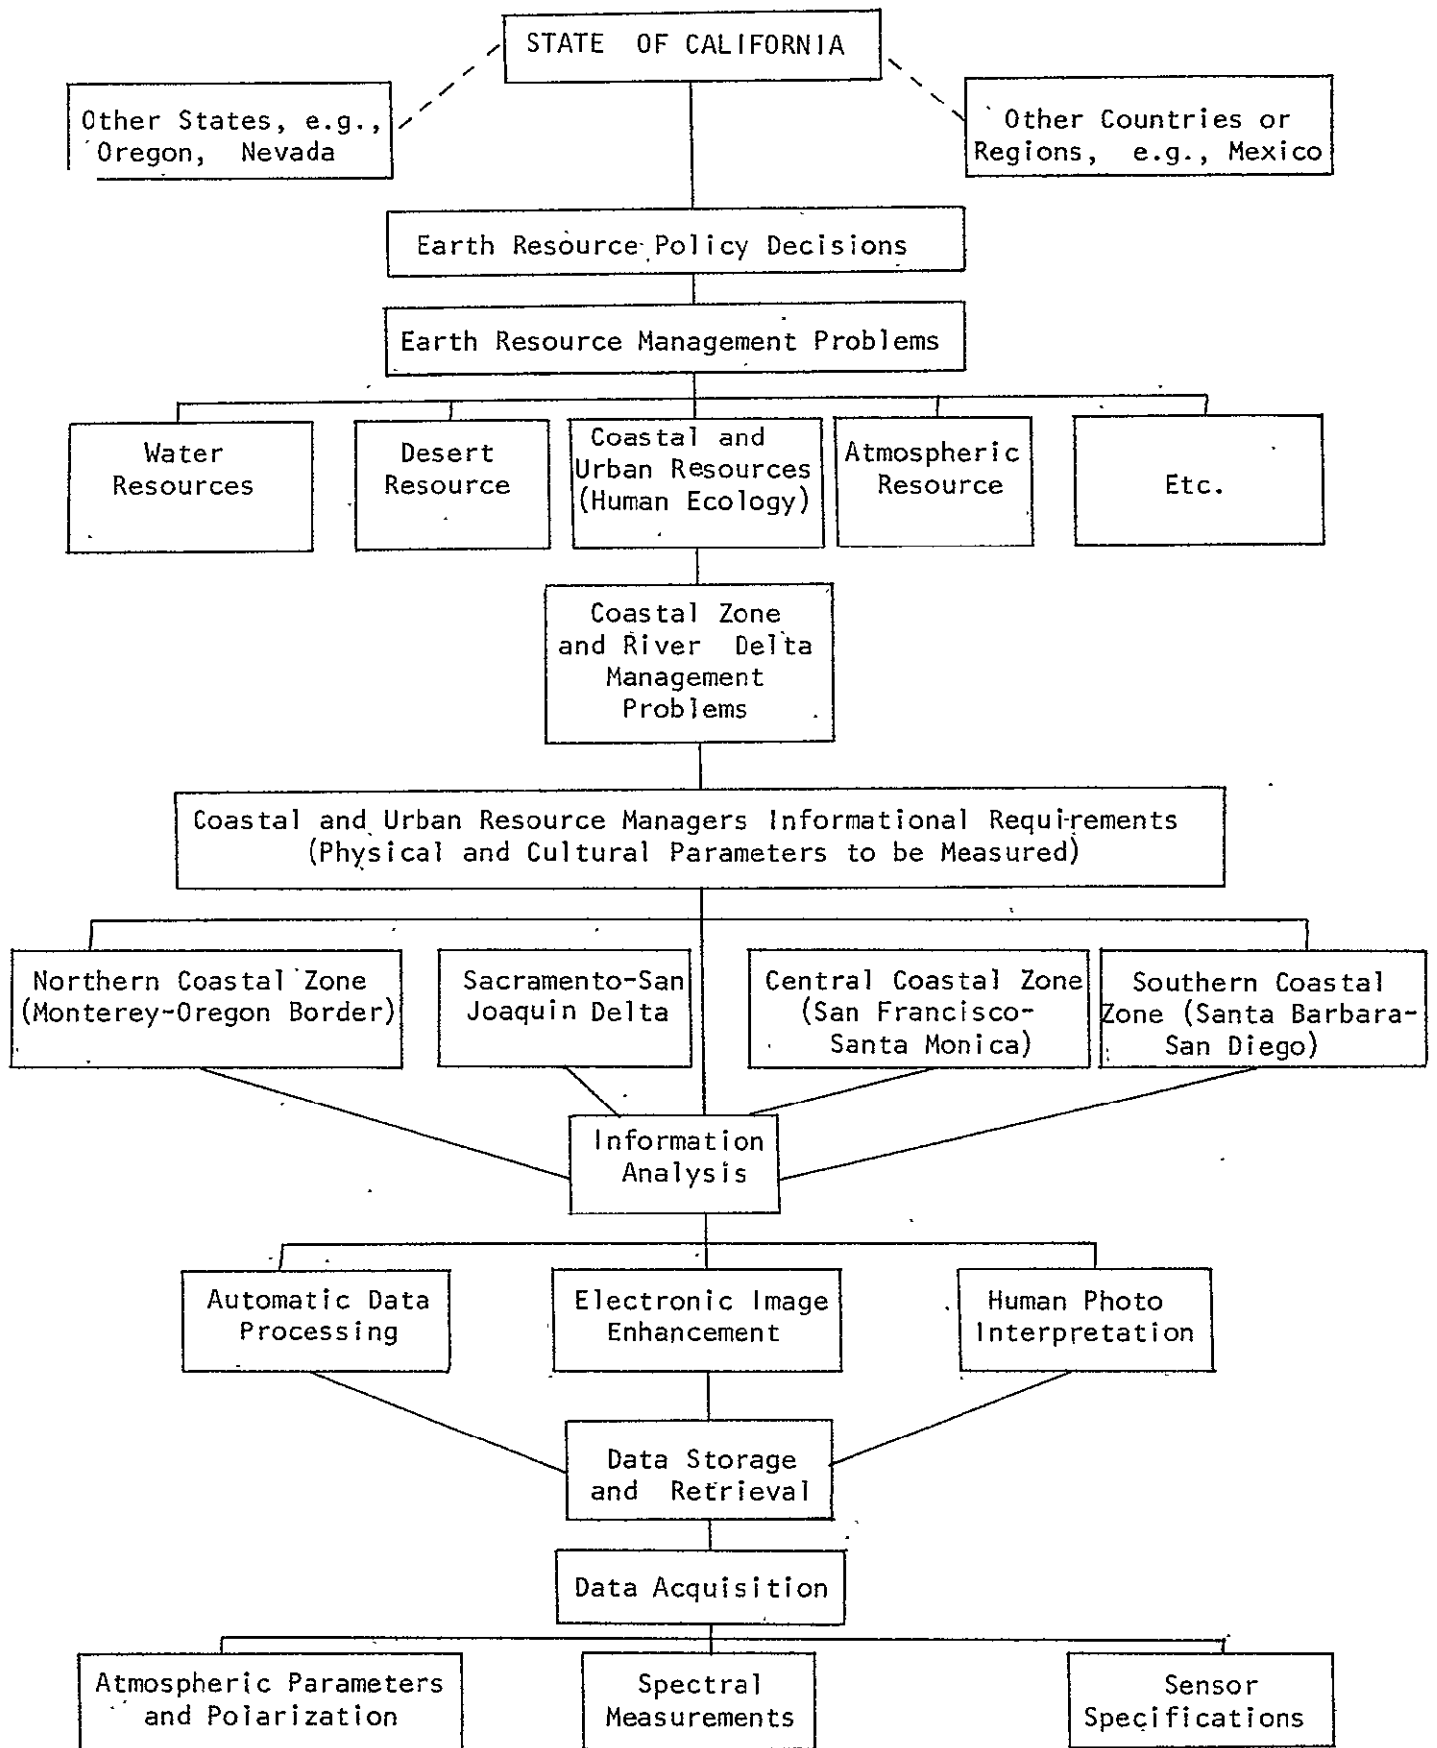 STATE OF CALIFORNIA
Other States, e.g.,
Oregon, Nevada
Other Countries or
Regions, e.g., Mexico
Earth Resource Policy Decisions
Earth Resource Management Problems
Water
Resources
Desert
Resource
Coastal and
Urban Resources
(Human Ecology)
Atmospheric
Resource
Etc.
Coastal Zone
and River Delta
Management
Problems
Coastal and Urban Resource Managers Informational Requirements
(Physical and Cultural Parameters to be Measured)
Northern Coastal Zone
(Monterey-Oregon Border)
Sacramento-San
Joaquin Delta
Central Coastal Zone
(San Francisco-
Santa Monica)
Southern Coastal
Zone (Santa Barbara-
San Diego)
Information
Analysis
Automatic Data
Processing
Electronic Image
Enhancement
Human Photo
Interpretation
Data Storage
and Retrieval
Data Acquisition
Atmospheric Parameters
and Polarization
Spectral
Measurements
Sensor
Specifications